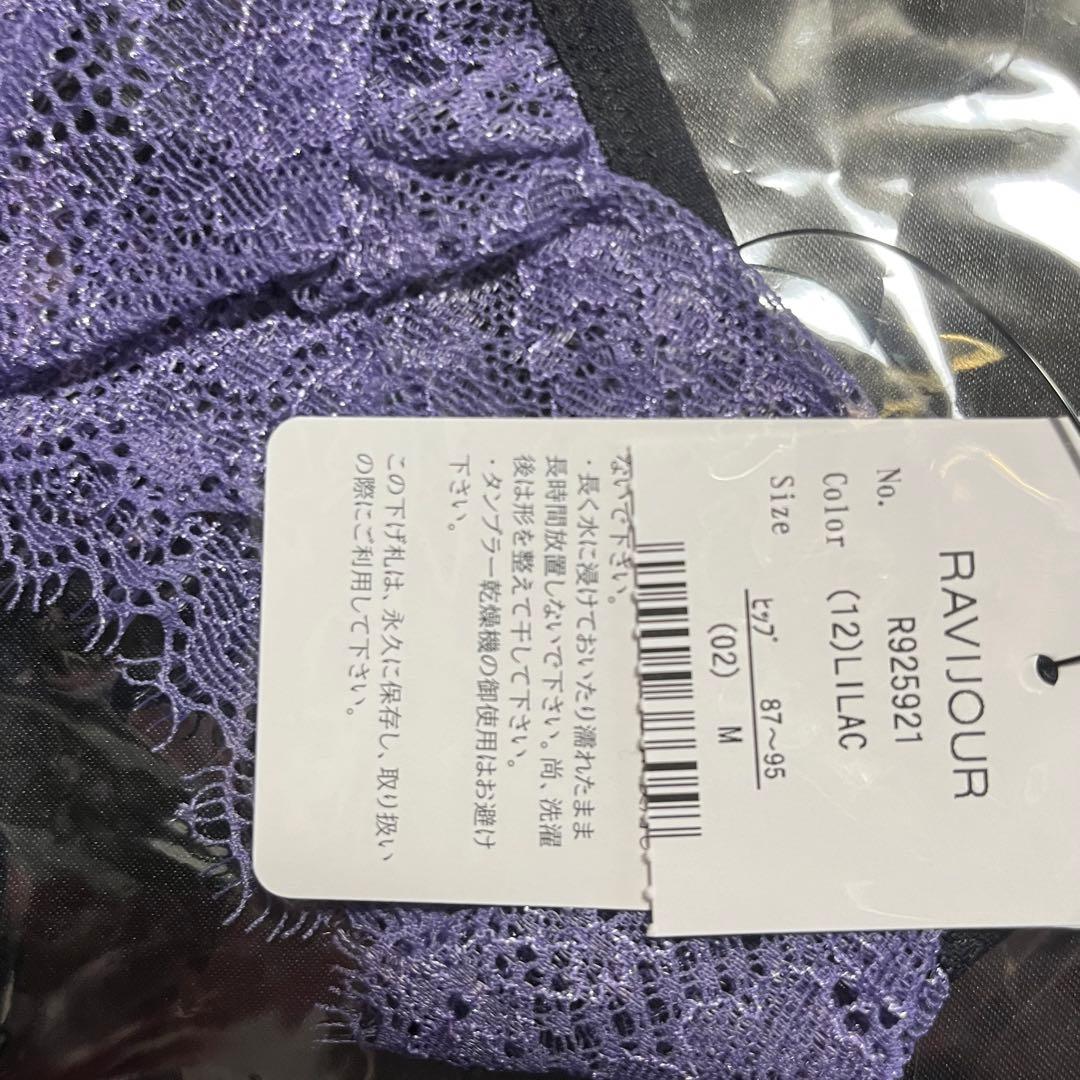 RAVIJOUR
No. R925921
Color (12)LILAC
Size ﾋｯﾌﾟ 87～95
(02) M
ないで下さい。
・長く水に浸けておいたり濡れたまま
長時間放置しないで下さい。尚、洗濯
後は形を整えて干して下さい。
・タンブラー乾燥機の御使用はお避け
下さい。
この下げ札は、永久に保存し、取り扱い
の際にご利用して下さい。